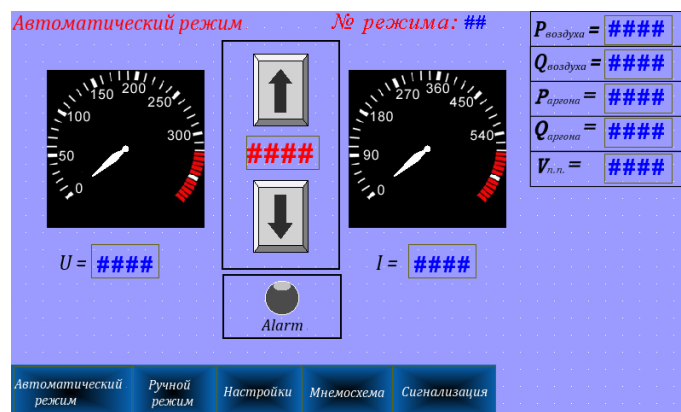 Автоматический режим
№ режима: ##
Pвоздуха = ####
Qвоздуха = ####
Pаргона = ####
Qаргона = ####
Vп.п. = ####
0
50
100
150
200
250
300
####
0
90
180
270
360
450
540
U = ####
I = ####
Alarm
Автоматический
режим
Ручной
режим
Настройки
Мнемосхема
Сигнализация